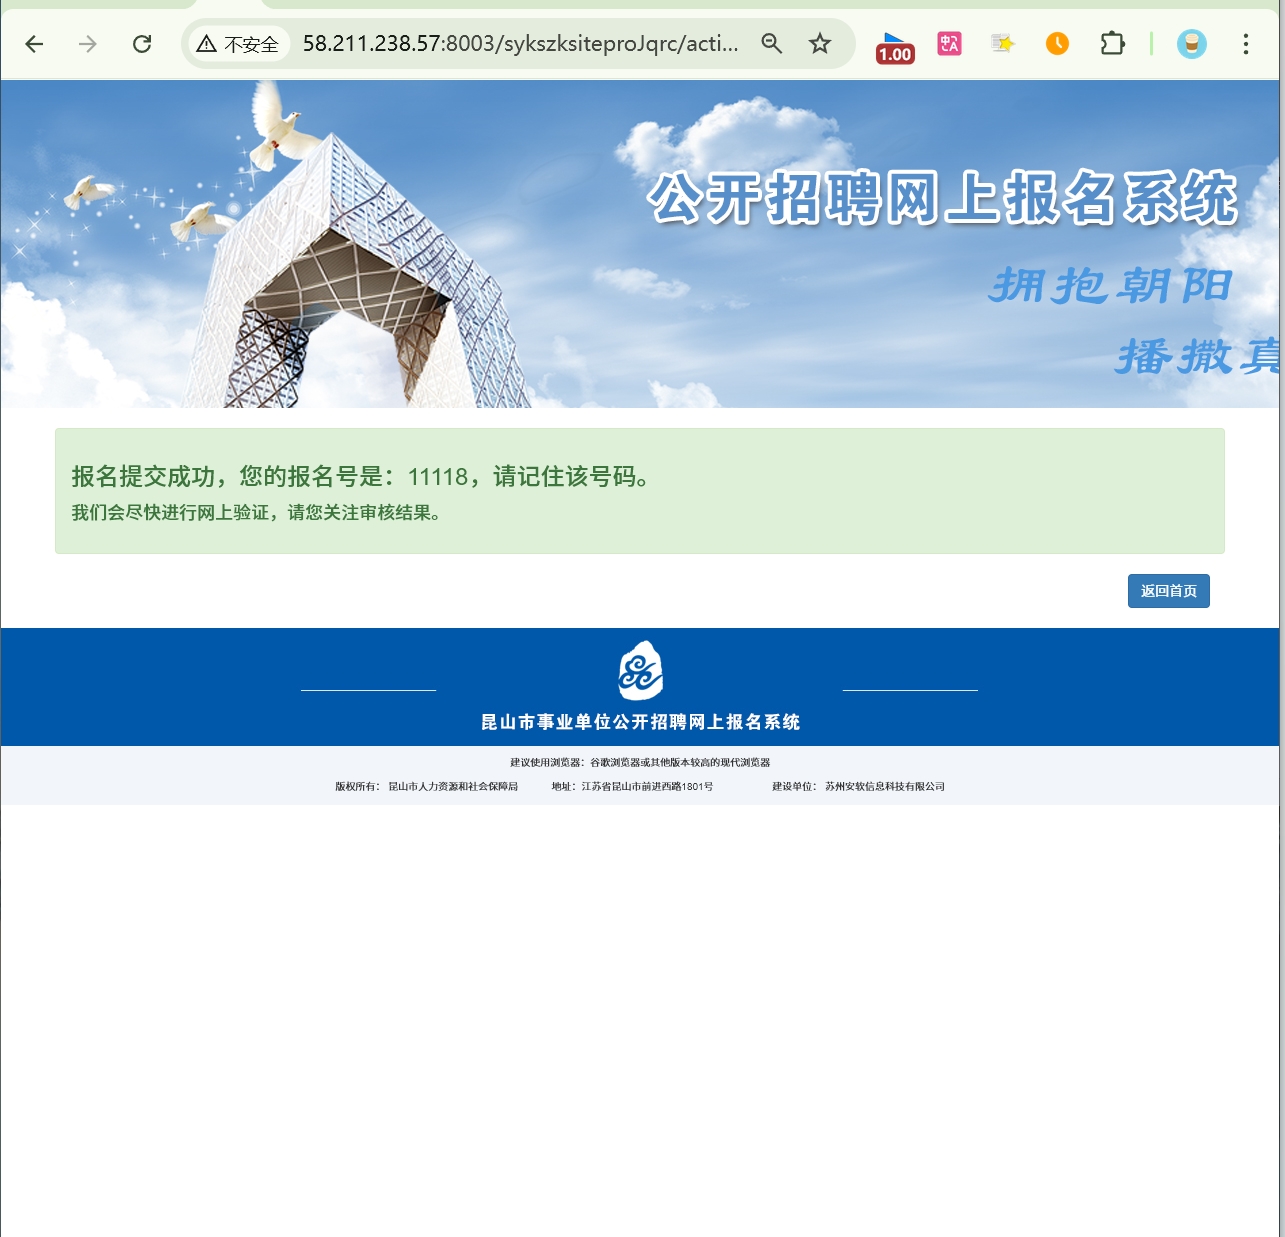 不安全 58.211.238.57:8003/sykszksiteproJqrc/acti...
1.00
公开招聘网上报名系统
拥抱朝阳
播撒真
报名提交成功，您的报名号是：11118，请记住该号码。
我们会尽快进行网上验证，请您关注审核结果。
返回首页
昆山市事业单位公开招聘网上报名系统
建议使用浏览器：谷歌浏览器或其他版本较高的现代浏览器
版权所有： 昆山市人力资源和社会保障局 地址：江苏省昆山市前进西路1801号 建设单位： 苏州安软信息科技有限公司